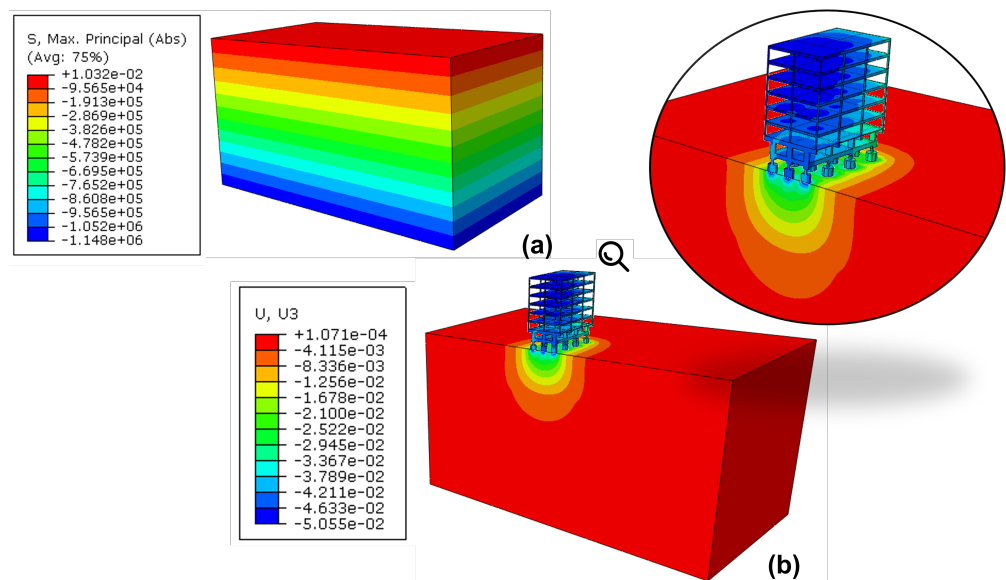 S, Max. Principal (Abs)
(Avg: 75%)
+1.032e-02
-9.565e+04
-1.913e+05
-2.869e+05
-3.826e+05
-4.782e+05
-5.739e+05
-6.695e+05
-7.652e+05
-8.608e+05
-9.565e+05
-1.052e+06
-1.148e+06
(a)
U, U3
+1.071e-04
-4.115e-03
-8.336e-03
-1.256e-02
-1.678e-02
-2.100e-02
-2.522e-02
-2.945e-02
-3.367e-02
-3.789e-02
-4.211e-02
-4.633e-02
-5.055e-02
(b)